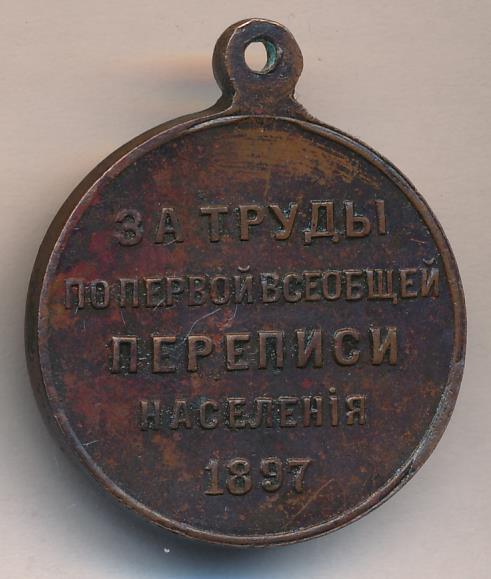 ЗА ТРУДЫ
ПО ПЕРВОЙ ВСЕОБЩЕЙ
ПЕРЕПИСИ
НАСЕЛЕНІЯ
1897